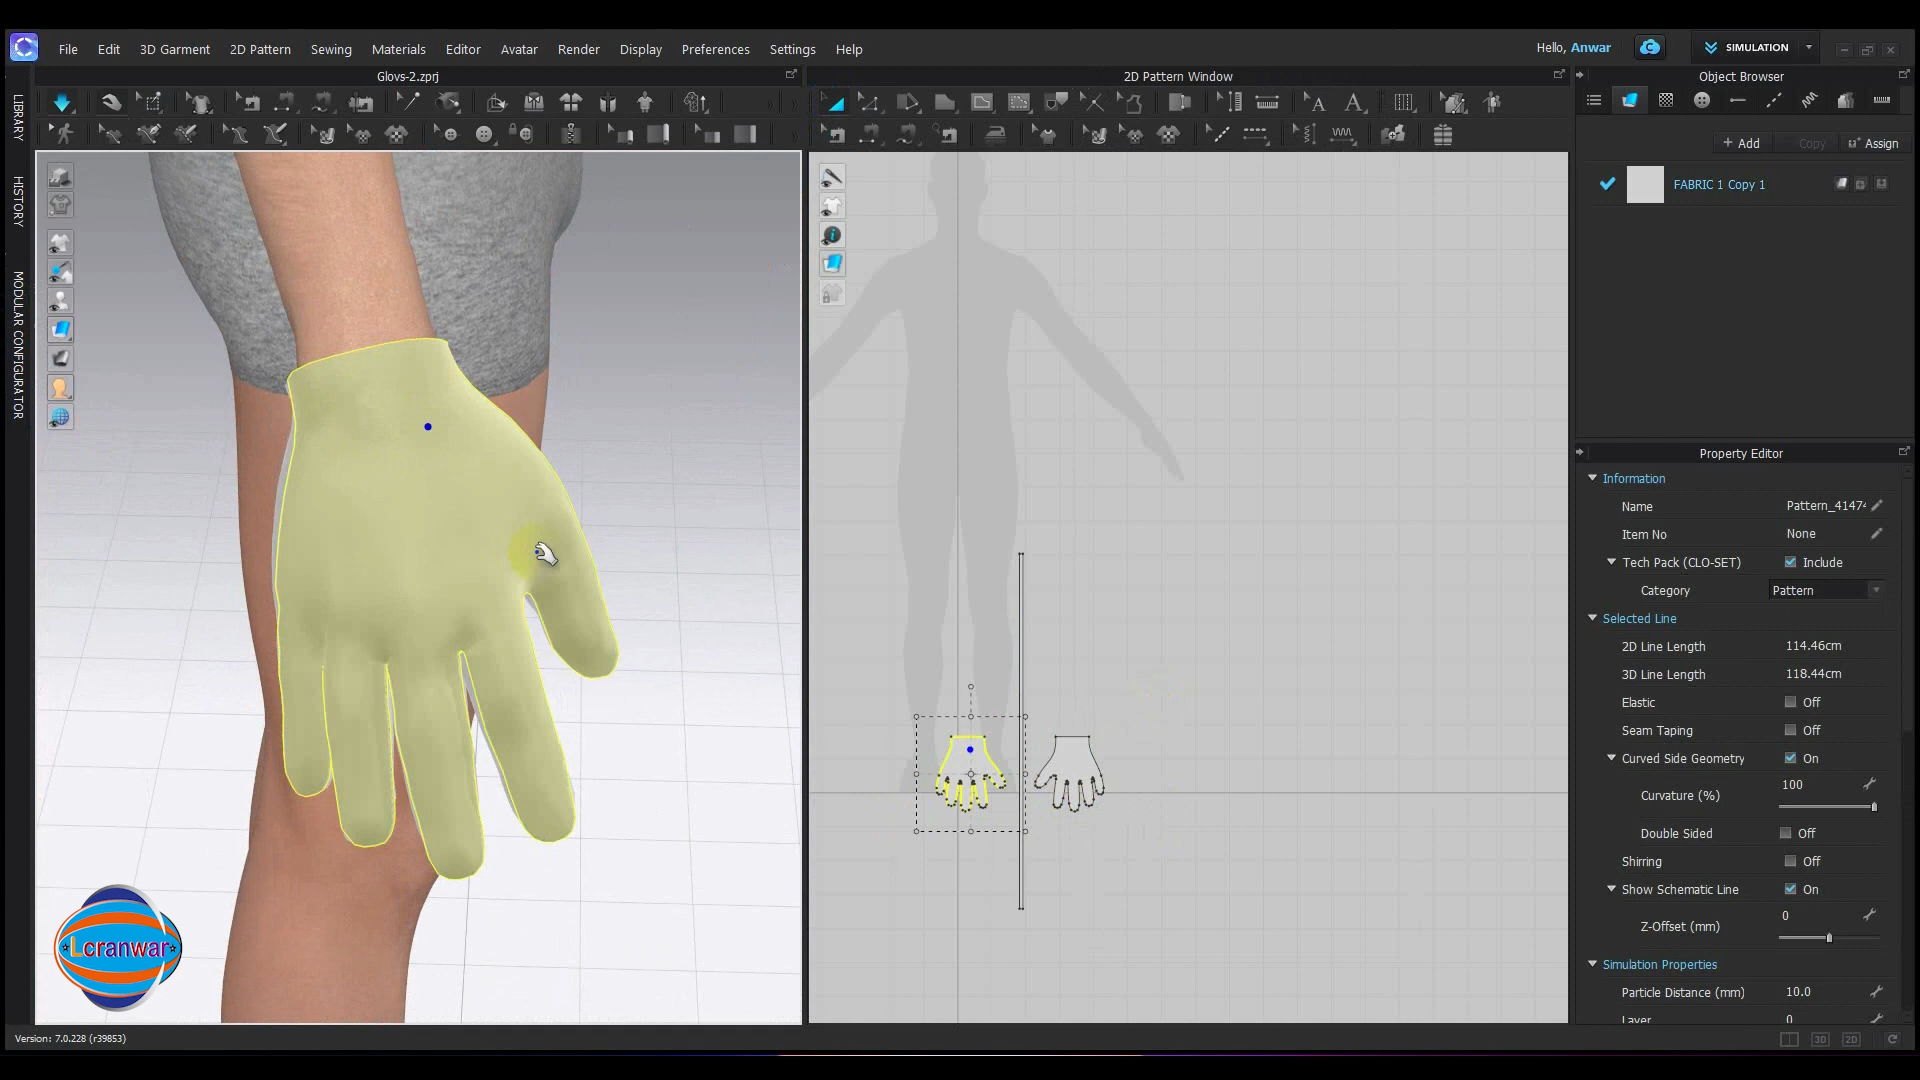 File Edit 3D Garment 2D Pattern Sewing Materials Editor Avatar Render Display Preferences Settings Help
Hello, Anwar
SIMULATION
Glovs-2.zprj
2D Pattern Window
Object Browser
LIBRARY
HISTORY
MODULAR CONFIGURATOR
+ Add
Copy
Assign
FABRIC 1 Copy 1
Property Editor
Information
Name Pattern_41474
Item No None
Tech Pack (CLO-SET) Include
Category Pattern
Selected Line
2D Line Length 114.46cm
3D Line Length 118.44cm
Elastic Off
Seam Taping Off
Curved Side Geometry On
Curvature (%) 100
Double Sided Off
Shirring Off
Show Schematic Line On
Z-Offset (mm) 0
Simulation Properties
Particle Distance (mm) 10.0
Layer 0
Lcranwar
Version: 7.0.228 (r39853)
3D
2D